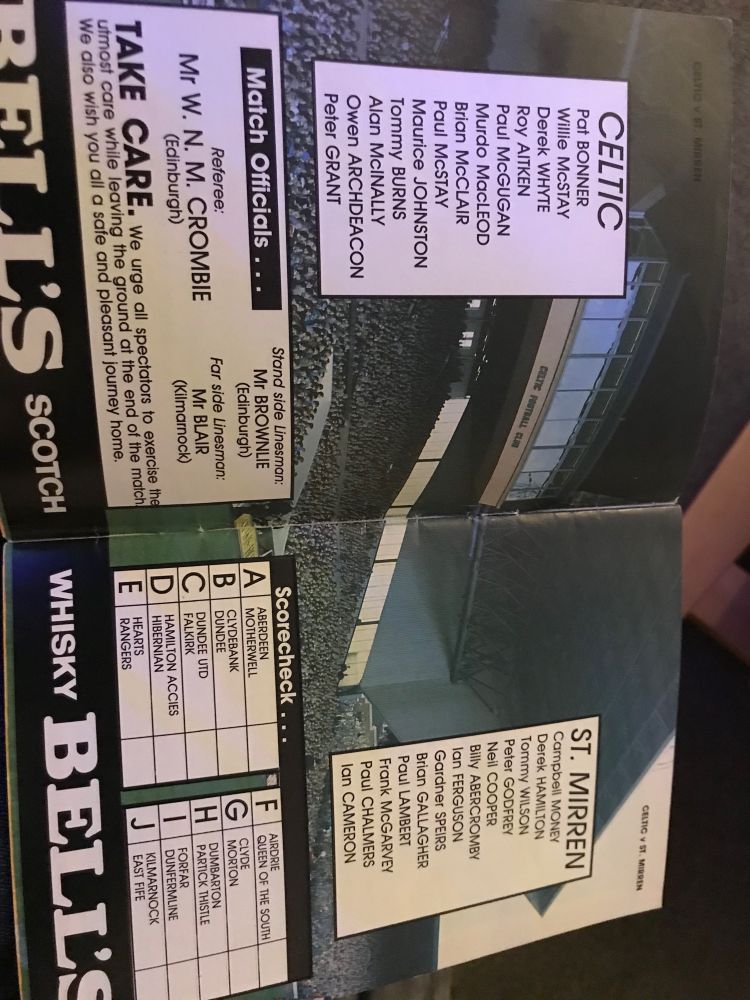 CELTIC v ST. MIRREN
CELTIC
Pat BONNER
Willie McSTAY
Derek WHYTE
Roy AITKEN
Paul McGUGAN
Murdo MacLEOD
Brian McCLAIR
Paul McSTAY
Maurice JOHNSTON
Tommy BURNS
Alan McINALLY
Owen ARCHDEACON
Peter GRANT
CELTIC FOOTBALL CLUB
Match Officials . . .
Referee:
Mr W. N. M. CROMBIE
(Edinburgh)
Stand side Linesman:
Mr BROWNLIE
(Edinburgh)
Far side Linesman:
Mr BLAIR
(Kilmarnock)
TAKE CARE. We urge all spectators to exercise the
utmost care while leaving the ground at the end of the match.
We also wish you all a safe and pleasant journey home.
BELL'S SCOTCH
CELTIC v ST. MIRREN
ST. MIRREN
Campbell MONEY
Derek HAMILTON
Tommy WILSON
Peter GODFREY
Neil COOPER
Billy ABERCROMBY
Ian FERGUSON
Gardner SPEIRS
Brian GALLAGHER
Paul LAMBERT
Frank McGARVEY
Paul CHALMERS
Ian CAMERON
Scorecheck . . .
A ABERDEEN
MOTHERWELL
B CLYDEBANK
DUNDEE
C DUNDEE UTD
FALKIRK
D HAMILTON ACCIES
HIBERNIAN
E HEARTS
RANGERS
F AIRDRIE
QUEEN OF THE SOUTH
G CLYDE
MORTON
H DUMBARTON
PARTICK THISTLE
I FORFAR
DUNFERMLINE
J KILMARNOCK
EAST FIFE
WHISKY BELL'S